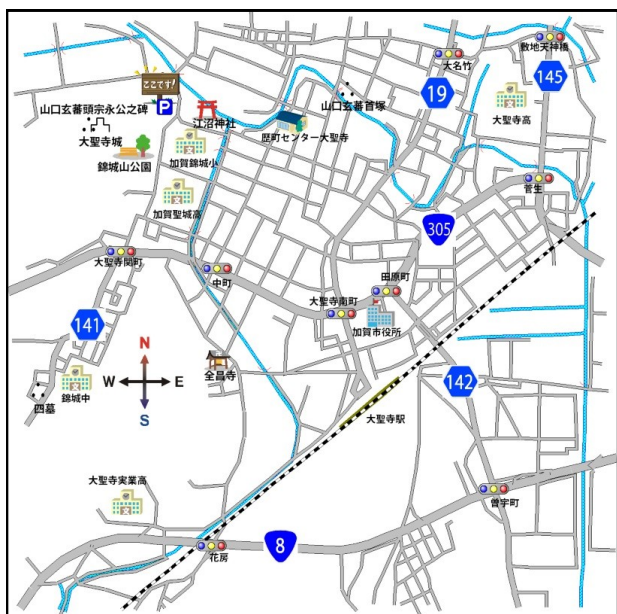 敷地天神橋
大名竹
ここです!
145
19
P
山口玄蕃頭宗永公之碑
山口玄蕃首塚
大聖寺高
江沼神社
歴町センター大聖寺
大聖寺城
錦城山公園
加賀錦城小
菅生
加賀聖城高
305
大聖寺関町
中町
田原町
大聖寺南町
加賀市役所
141
N
W
E
S
全昌寺
142
錦城中
四墓
大聖寺駅
大聖寺実業高
曽宇町
8
花房